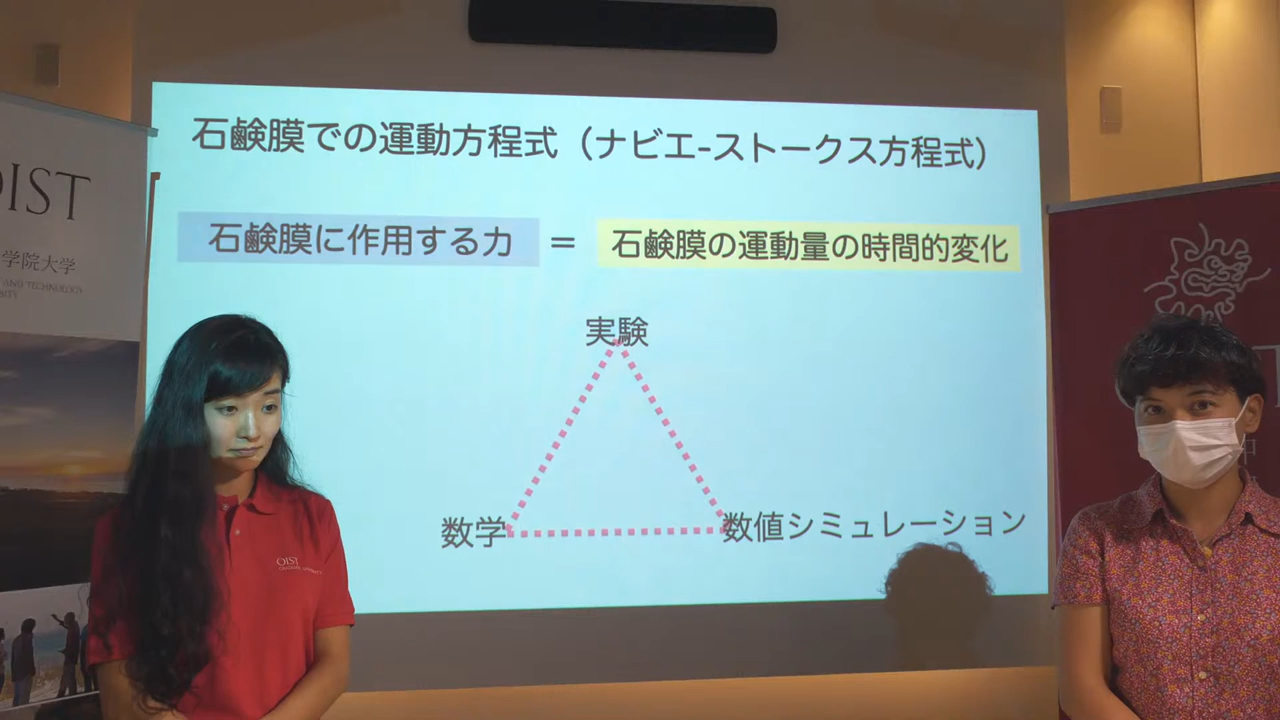 石鹸膜での運動方程式（ナビエ-ストークス方程式）
石鹸膜に作用する力 = 石鹸膜の運動量の時間的変化
実験
数学
数値シミュレーション
OIST
学院大学
OIST